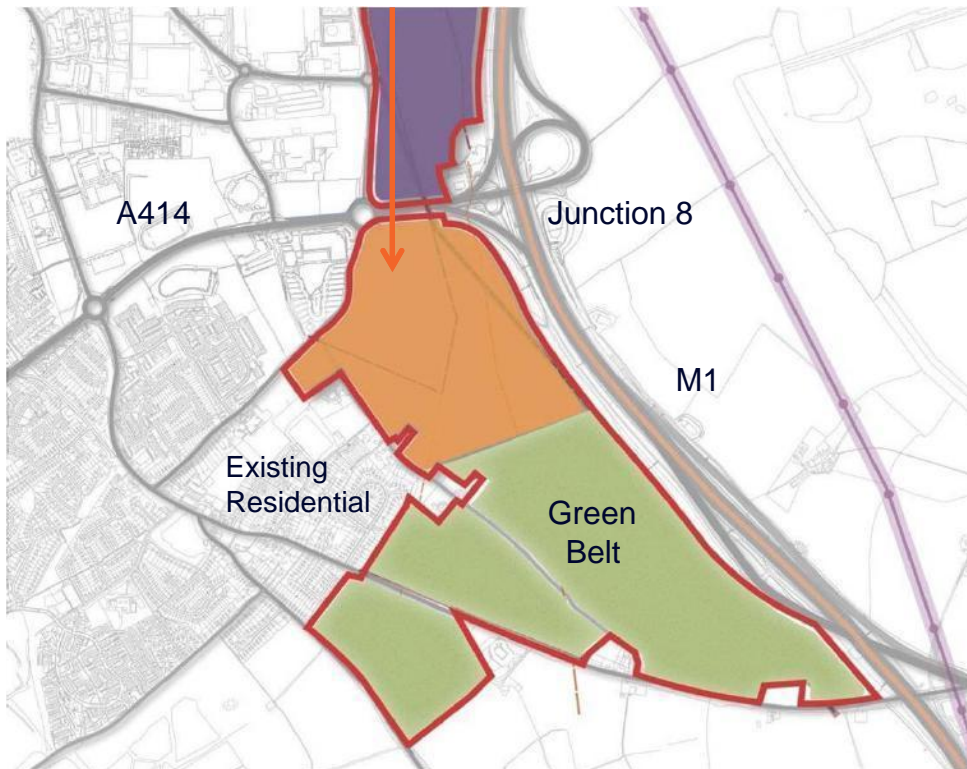 A414
Junction 8
M1
Existing
Residential
Green
Belt